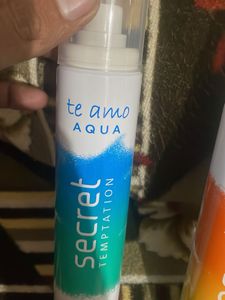 te amo
AQUA
secret
TEMPTATION